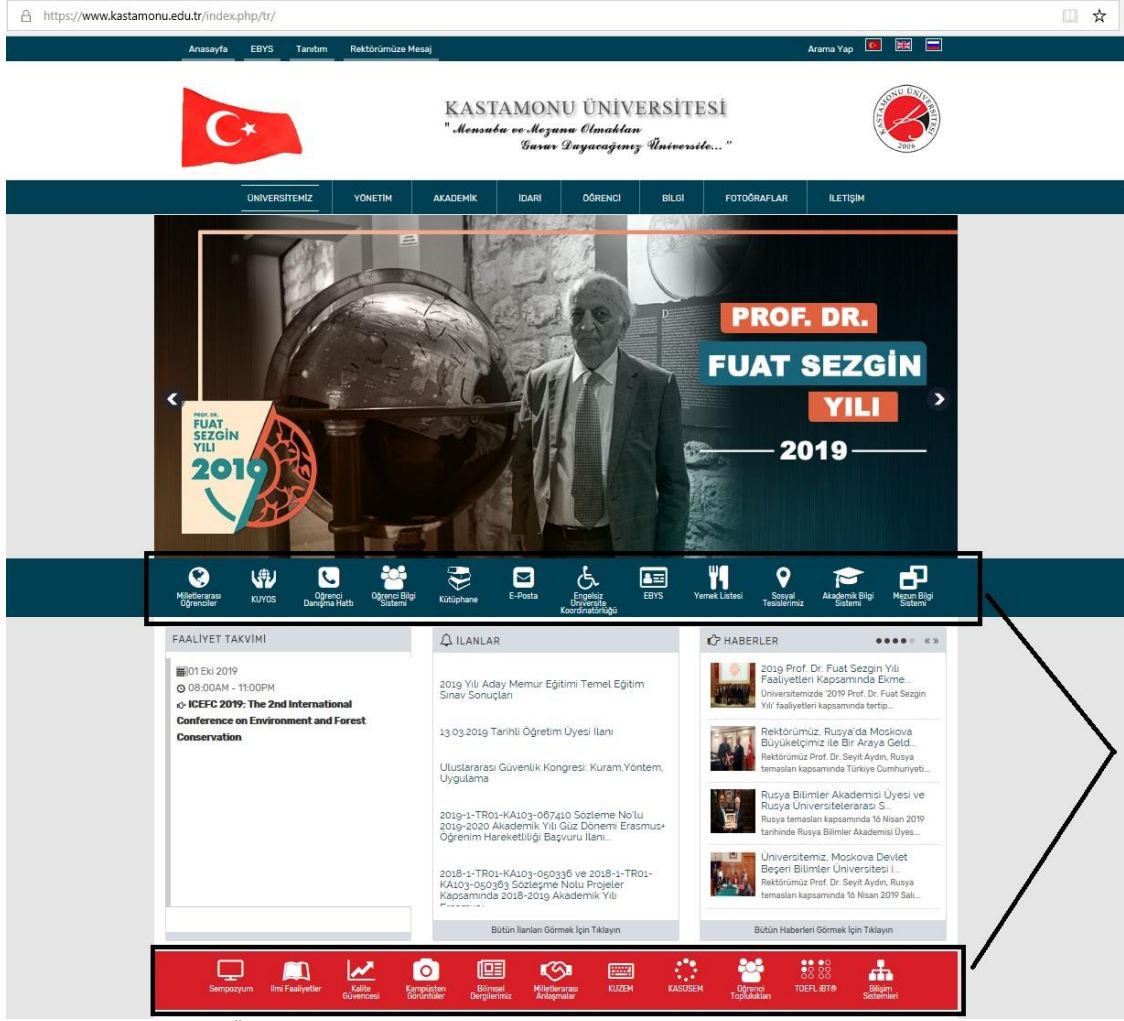 https://www.kastamonu.edu.tr/index.php/tr/
Anasayfa EBYS Tanıtım Rektörümüze Mesaj Arama Yap
KASTAMONU ÜNİVERSİTESİ
" Mensubu ve Mezunu Olmaktan
Gurur Duyacağınız Üniversite... "
KASTAMONU ÜNİVERSİTESİ
2006
ÜNİVERSİTEMİZ YÖNETİM AKADEMİK İDARİ ÖĞRENCİ BİLGİ FOTOĞRAFLAR İLETİŞİM
PROF. DR.
FUAT SEZGİN
YILI
2019
PROF. DR.
FUAT
SEZGİN
YILI
2019
Milletlerarası Öğrenciler
KUYOS
Öğrenci Danışma Hattı
Öğrenci Bilgi Sistemi
Kütüphane
E-Posta
Engelsiz Üniversite Koordinatörlüğü
EBYS
Yemek Listesi
Sosyal Tesislerimiz
Akademik Bilgi Sistemi
Mezun Bilgi Sistemi
FAALİYET TAKVİMİ
01 Eki 2019
08:00AM - 11:00PM
ICEFC 2019: The 2nd International
Conference on Environment and Forest
Conservation
İLANLAR
2019 Yılı Aday Memur Eğitimi Temel Eğitim
Sınav Sonuçları
13.03.2019 Tarihli Öğretim Üyesi İlanı
Uluslararası Güvenlik Kongresi: Kuram,Yöntem,
Uygulama
2019-1-TR01-KA103-067410 Sözleme No'lu
2019-2020 Akademik Yılı Güz Dönemi Erasmus+
Öğrenim Hareketliliği Başvuru İlanı...
2018-1-TR01-KA103-050336 ve 2018-1-TR01-
KA103-050363 Sözleşme Nolu Projeler
Kapsamında 2018-2019 Akademik Yılı
Bütün İlanları Görmek İçin Tıklayın
HABERLER « »
2019 Prof. Dr. Fuat Sezgin Yılı
Faaliyetleri Kapsamında Ekme...
Üniversitemizde '2019 Prof. Dr. Fuat Sezgin
Yılı' faaliyetleri kapsamında tertip...
Rektörümüz, Rusya'da Moskova
Büyükelçimiz ile Bir Araya Geld...
Rektörümüz Prof. Dr. Seyit Aydın, Rusya
temasları kapsamında Türkiye Cumhuriyeti...
Rusya Bilimler Akademisi Üyesi ve
Rusya Üniversitelerarası S...
Rusya temasları kapsamında 16 Nisan 2019
tarihinde Rusya Bilimler Akademisi Üyes...
Üniversitemiz, Moskova Devlet
Beşeri Bilimler Üniversitesi i...
Rektörümüz Prof. Dr. Seyit Aydın, Rusya
temasları kapsamında 16 Nisan 2019 Salı...
Bütün Haberleri Görmek İçin Tıklayın
Sempozyum
İlmi Faaliyetler
Kalite Güvencesi
Kampüsten Görüntüler
Bilimsel Dergilerimiz
Milletlerarası Anlaşmalar
KUZEM
KASÜSEM
Öğrenci Toplulukları
TOEFL iBT®
Bilişim Sistemleri